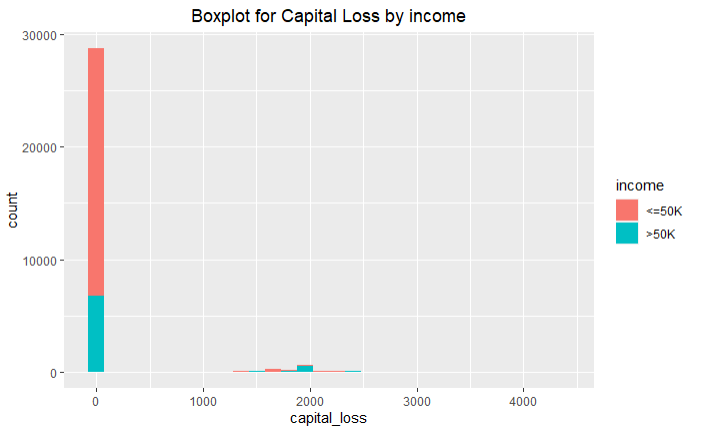 Boxplot for Capital Loss by income
30000
20000
10000
0
count
0 1000 2000 3000 4000
capital_loss
income
<=50K
>50K